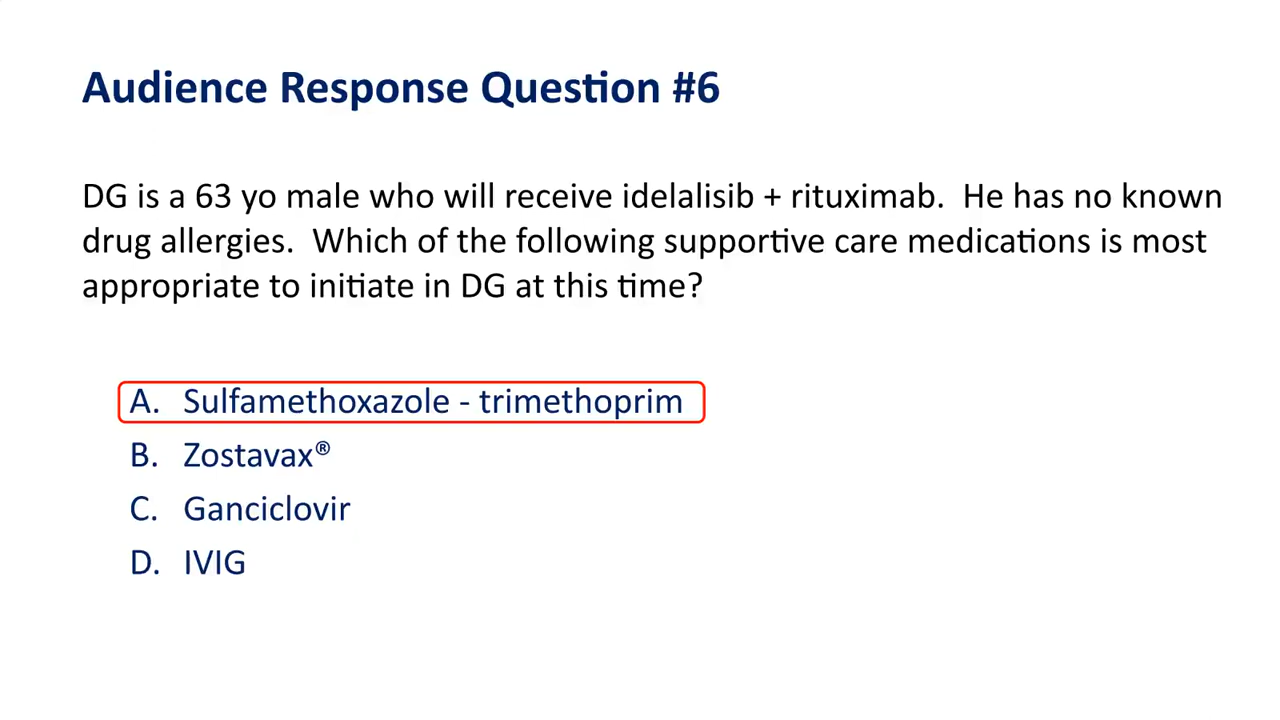 Audience Response Question #6
DG is a 63 yo male who will receive idelalisib + rituximab.  He has no known
drug allergies.  Which of the following supportive care medications is most
appropriate to initiate in DG at this time?
A. Sulfamethoxazole - trimethoprim
B. Zostavax®
C. Ganciclovir
D. IVIG